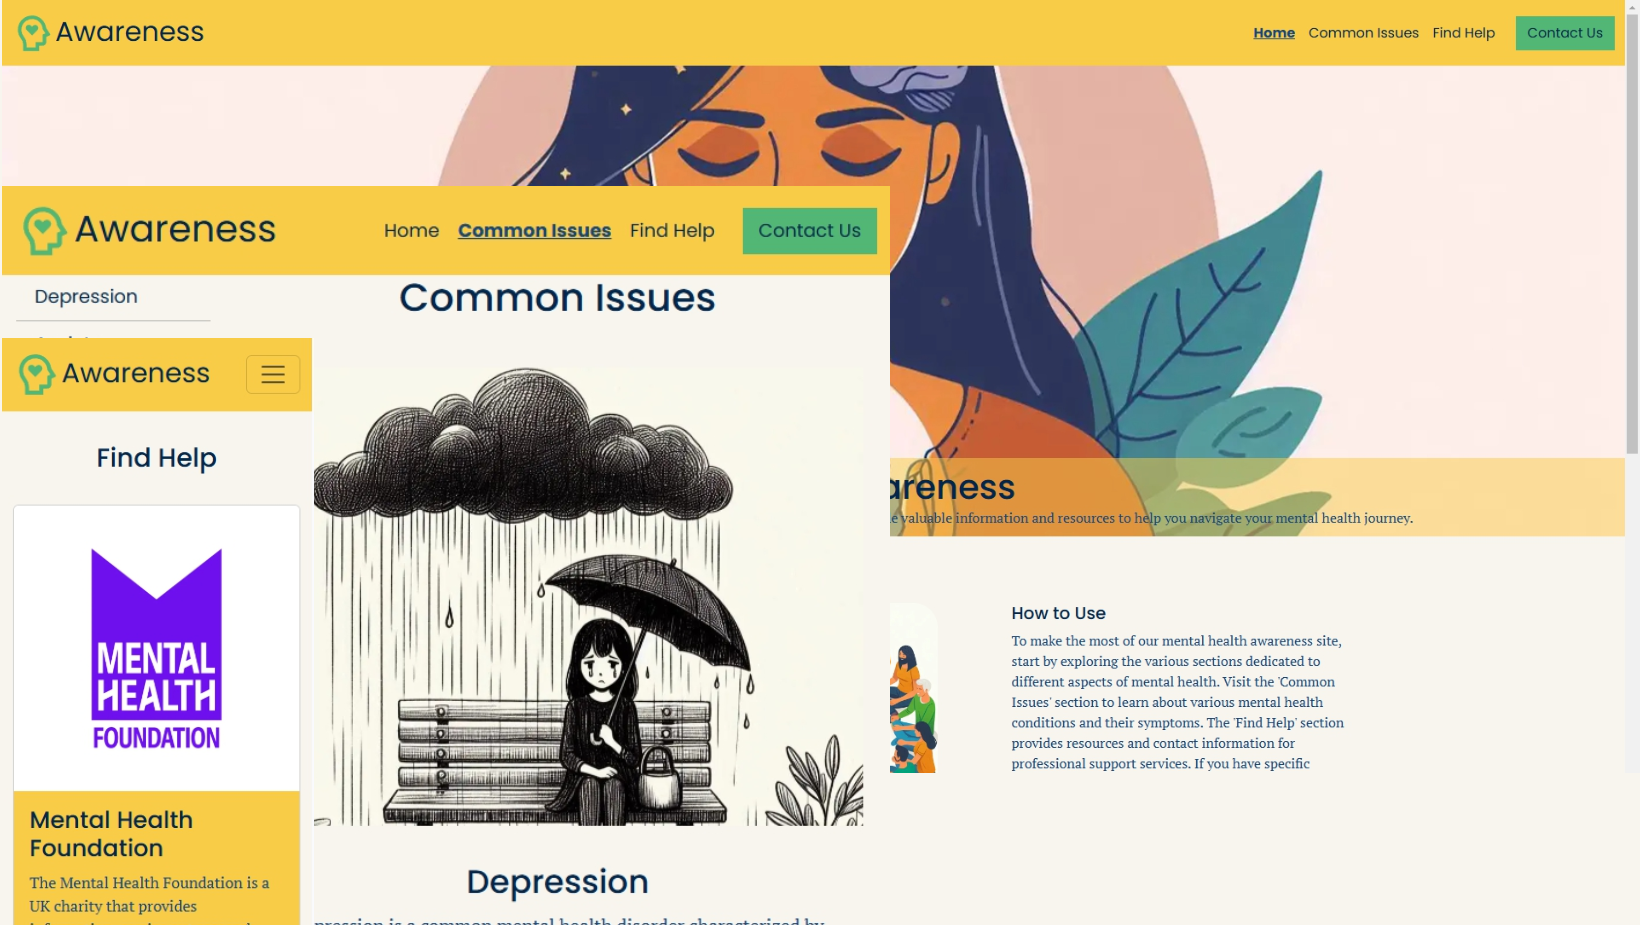 Awareness
Home Common Issues Find Help Contact Us
Awareness
Home Common Issues Find Help Contact Us
Depression
Common Issues
Awareness
Find Help
MENTAL
HEALTH
FOUNDATION
Mental Health
Foundation
The Mental Health Foundation is a
UK charity that provides
Depression
pression is a common mental health disorder characterized by
areness
valuable information and resources to help you navigate your mental health journey.
How to Use
To make the most of our mental health awareness site,
start by exploring the various sections dedicated to
different aspects of mental health. Visit the 'Common
Issues' section to learn about various mental health
conditions and their symptoms. The 'Find Help' section
provides resources and contact information for
professional support services. If you have specific